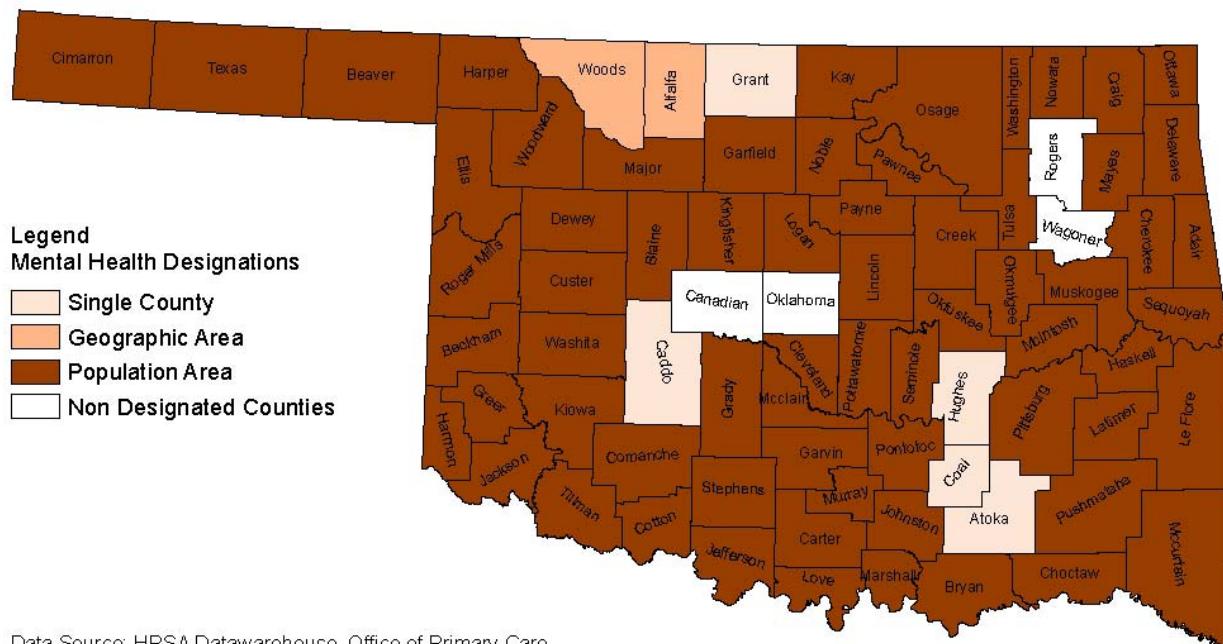 Cimarron
Texas
Beaver
Harper
Woods
Alfalfa
Grant
Kay
Osage
Washington
Nowata
Craig
Ottawa
Ellis
Woodward
Major
Garfield
Noble
Pawnee
Rogers
Mayes
Delaware
Dewey
Blaine
Kingfisher
Logan
Payne
Creek
Tulsa
Wagoner
Cherokee
Adair
Legend
Mental Health Designations
Single County
Geographic Area
Population Area
Non Designated Counties
Roger Mills
Custer
Canadian
Oklahoma
Lincoln
Okfuskee
Okmulgee
Muskogee
Sequoyah
Beckham
Washita
Caddo
Grady
Mcclain
Cleveland
Pottawatomie
Seminole
Hughes
McIntosh
Haskell
Pittsburg
Latimer
Le Flore
Harmon
Greer
Kiowa
Jackson
Comanche
Tillman
Cotton
Stephens
Jefferson
Garvin
Murray
Carter
Love
Pontotoc
Johnston
Marshall
Coal
Atoka
Bryan
Pushmataha
Choctaw
Mccurtain
Data Source: HRSA Datawarehouse, Office of Primary Care